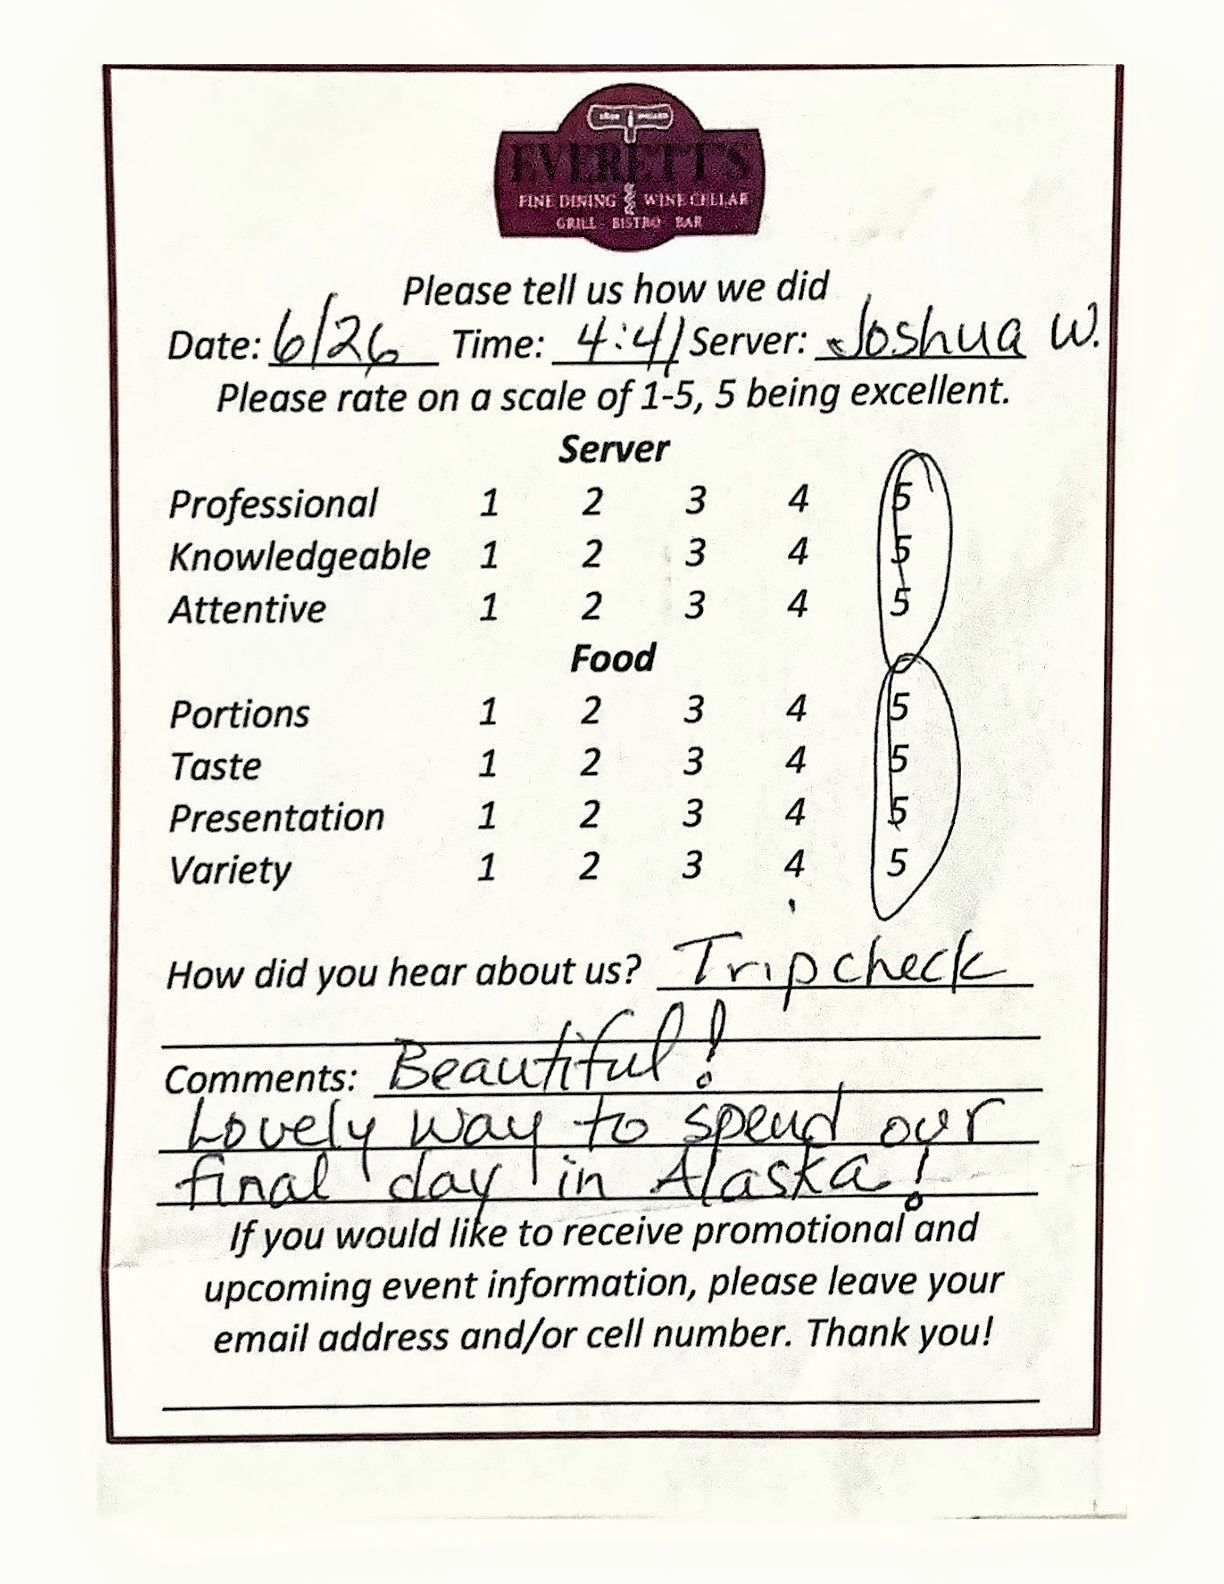 EVERETT'S
FINE DINING WINE CELLAR
GRILL - BISTRO - BAR
Please tell us how we did
Date: 6/26 Time: 4:41 Server: Joshua W.
Please rate on a scale of 1-5, 5 being excellent.
Server
Professional 1 2 3 4 5
Knowledgeable 1 2 3 4 5
Attentive 1 2 3 4 5
Food
Portions 1 2 3 4 5
Taste 1 2 3 4 5
Presentation 1 2 3 4 5
Variety 1 2 3 4 5
How did you hear about us? Tripcheck
Comments: Beautiful!
Lovely way to spend our
final day in Alaska!
If you would like to receive promotional and
upcoming event information, please leave your
email address and/or cell number. Thank you!